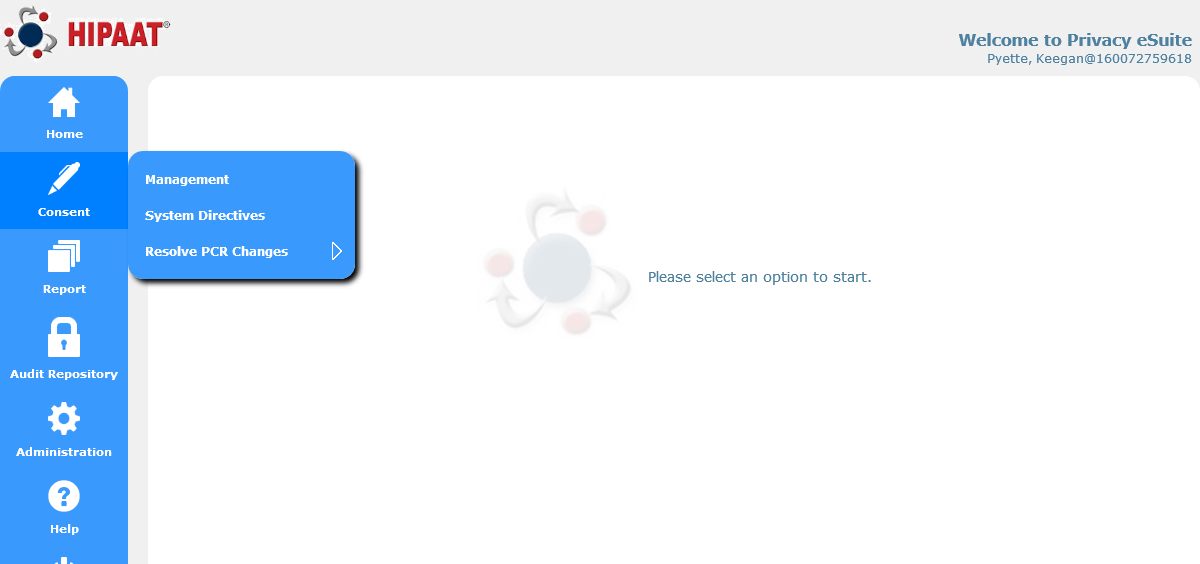 HIPAAT®
Welcome to Privacy eSuite
Pyette, Keegan@160072759618
Home
Consent
Management
System Directives
Resolve PCR Changes
Report
Please select an option to start.
Audit Repository
Administration
?
Help